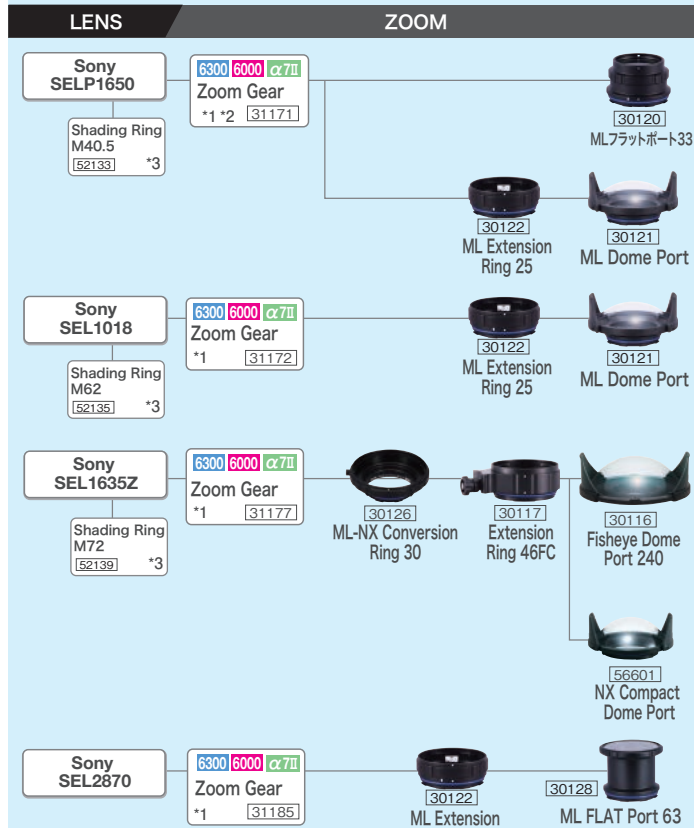 LENS ZOOM
Sony
SELP1650
Shading Ring
M40.5
52133 *3
6300 6000 α7II
Zoom Gear
*1 *2 31171
30120
MLフラットポート33
30122
ML Extension
Ring 25
30121
ML Dome Port
Sony
SEL1018
Shading Ring
M62
52135 *3
6300 6000 α7II
Zoom Gear
*1 31172
30122
ML Extension
Ring 25
30121
ML Dome Port
Sony
SEL1635Z
Shading Ring
M72
52139 *3
6300 6000 α7II
Zoom Gear
*1 31177
30126
ML-NX Conversion
Ring 30
30117
Extension
Ring 46FC
30116
Fisheye Dome
Port 240
56601
NX Compact
Dome Port
Sony
SEL2870
6300 6000 α7II
Zoom Gear
*1 31185
30122
ML Extension
30128
ML FLAT Port 63